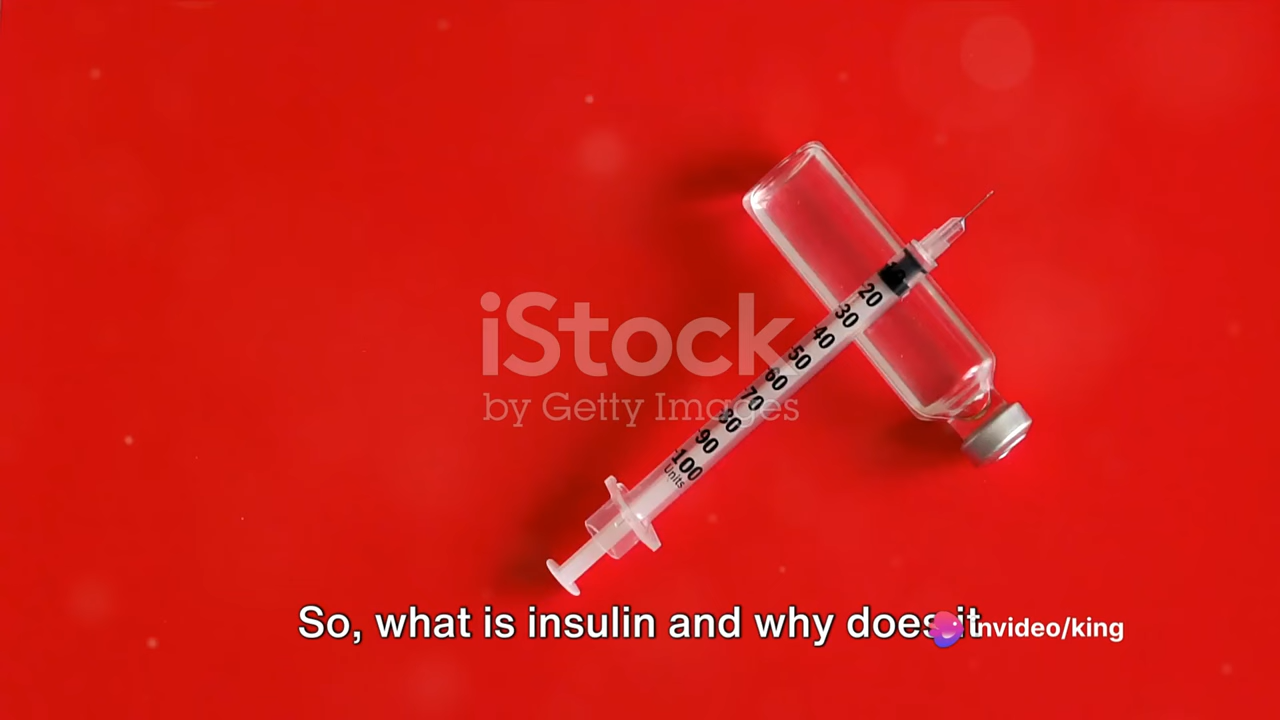 iStock
by Getty Images
20
30
40
50
60
70
80
90
100
Units
So, what is insulin and why does it
invideo/king